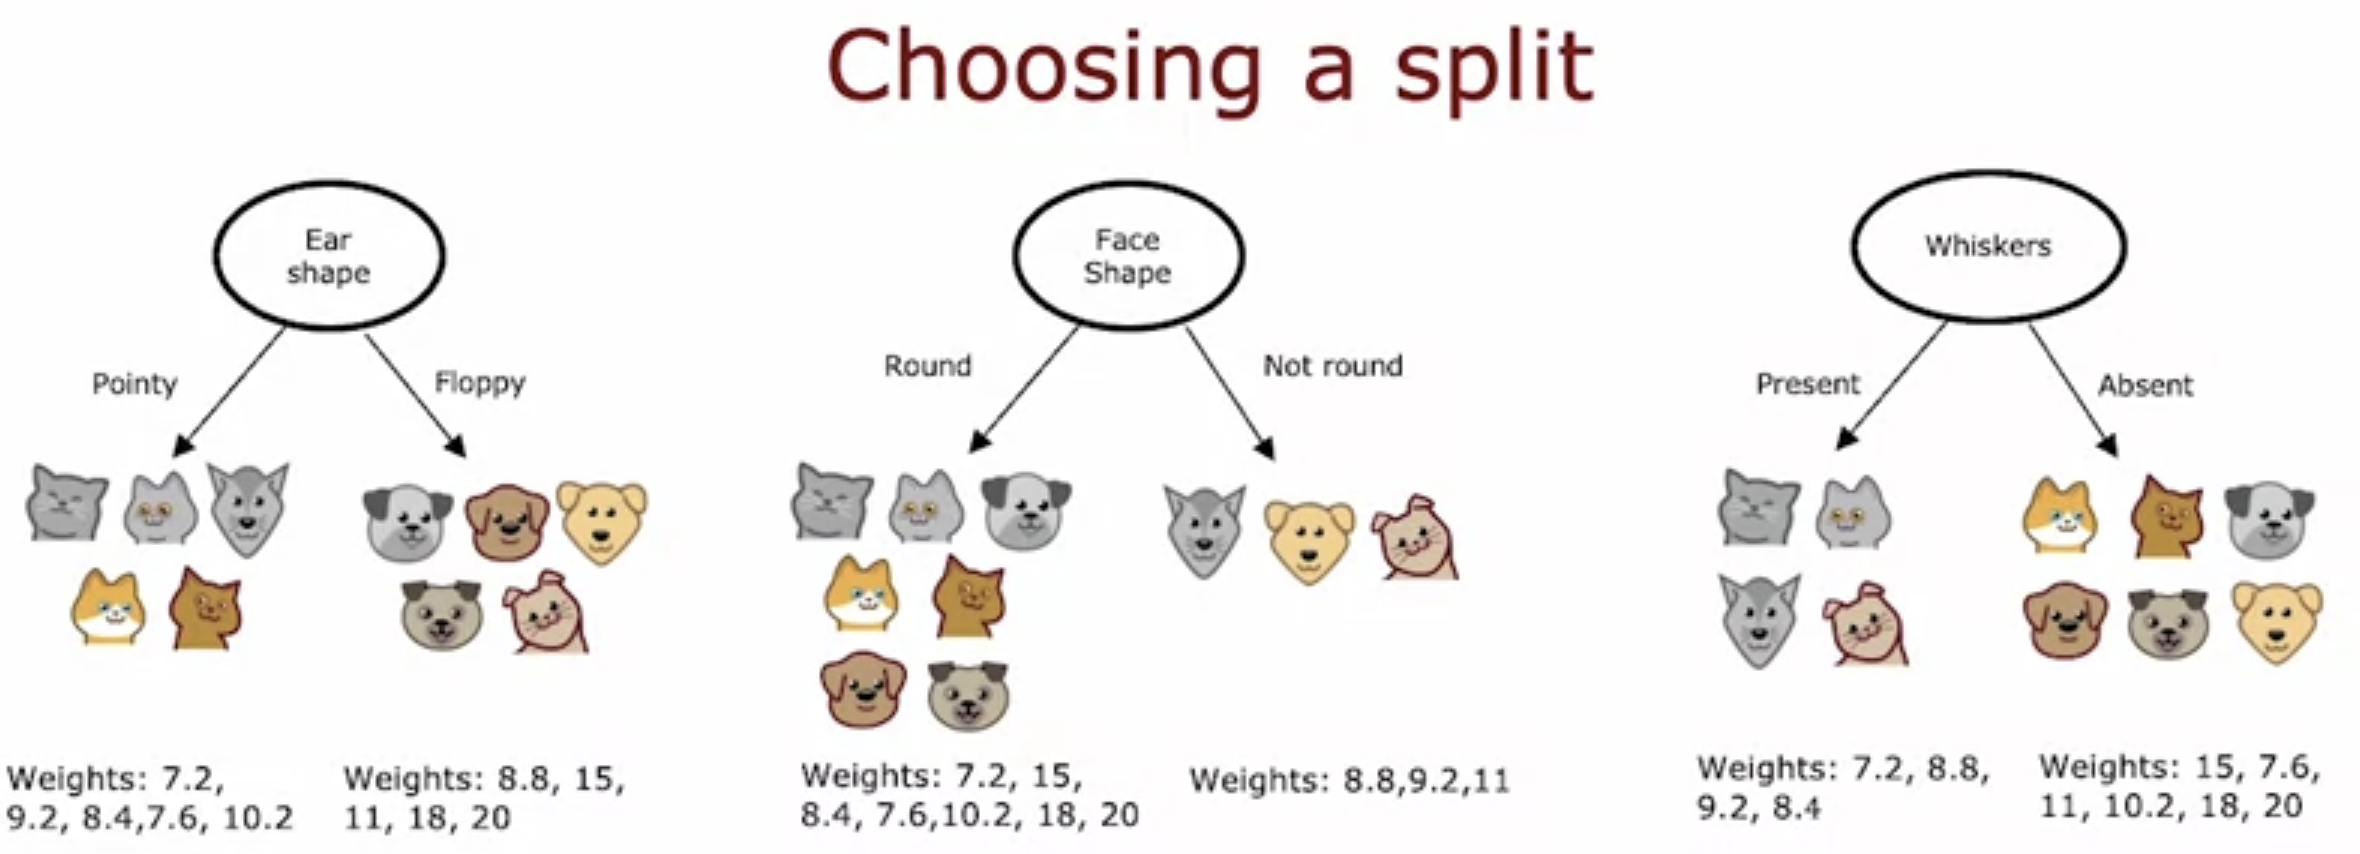 Choosing a split
Ear
shape
Pointy
Floppy
Weights: 7.2,
9.2, 8.4,7.6, 10.2
Weights: 8.8, 15,
11, 18, 20
Face
Shape
Round
Not round
Weights: 7.2, 15,
8.4, 7.6,10.2, 18, 20
Weights: 8.8,9.2,11
Whiskers
Present
Absent
Weights: 7.2, 8.8,
9.2, 8.4
Weights: 15, 7.6,
11, 10.2, 18, 20